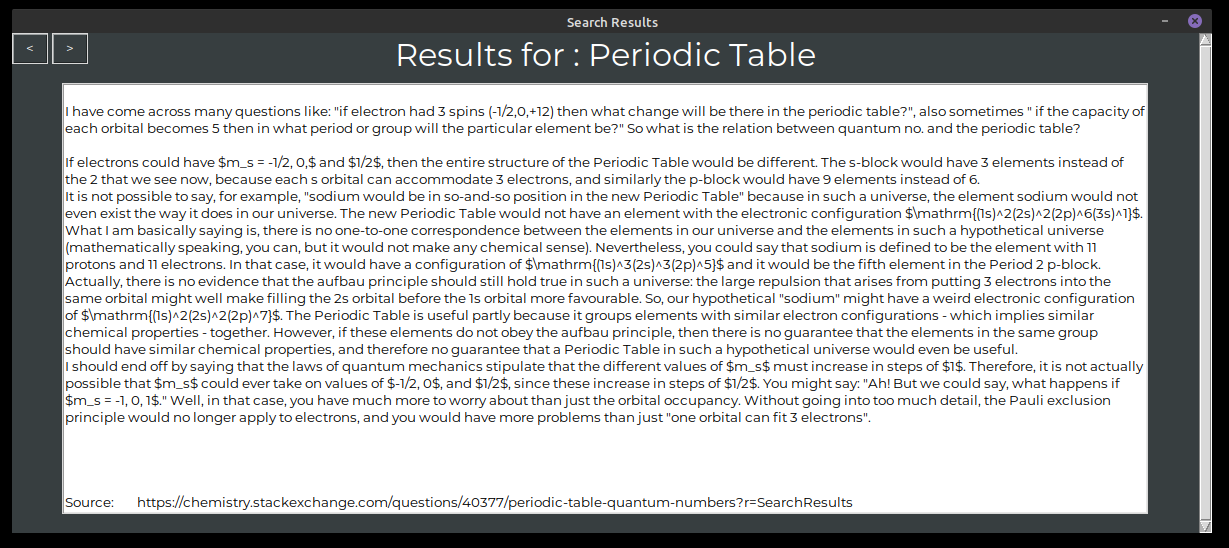 Search Results
< >
Results for : Periodic Table
I have come across many questions like: "if electron had 3 spins (-1/2,0,+12) then what change will be there in the periodic table?", also sometimes " if the capacity of
each orbital becomes 5 then in what period or group will the particular element be?" So what is the relation between quantum no. and the periodic table?
If electrons could have $m_s = -1/2, 0,$ and $1/2$, then the entire structure of the Periodic Table would be different. The s-block would have 3 elements instead of
the 2 that we see now, because each s orbital can accommodate 3 electrons, and similarly the p-block would have 9 elements instead of 6.
It is not possible to say, for example, "sodium would be in so-and-so position in the new Periodic Table" because in such a universe, the element sodium would not
even exist the way it does in our universe. The new Periodic Table would not have an element with the electronic configuration $\mathrm{(1s)^2(2s)^2(2p)^6(3s)^1}$.
What I am basically saying is, there is no one-to-one correspondence between the elements in our universe and the elements in such a hypothetical universe
(mathematically speaking, you can, but it would not make any chemical sense). Nevertheless, you could say that sodium is defined to be the element with 11
protons and 11 electrons. In that case, it would have a configuration of $\mathrm{(1s)^3(2s)^3(2p)^5}$ and it would be the fifth element in the Period 2 p-block.
Actually, there is no evidence that the aufbau principle should still hold true in such a universe: the large repulsion that arises from putting 3 electrons into the
same orbital might well make filling the 2s orbital before the 1s orbital more favourable. So, our hypothetical "sodium" might have a weird electronic configuration
of $\mathrm{(1s)^2(2s)^2(2p)^7}$. The Periodic Table is useful partly because it groups elements with similar electron configurations - which implies similar
chemical properties - together. However, if these elements do not obey the aufbau principle, then there is no guarantee that the elements in the same group
should have similar chemical properties, and therefore no guarantee that a Periodic Table in such a hypothetical universe would even be useful.
I should end off by saying that the laws of quantum mechanics stipulate that the different values of $m_s$ must increase in steps of $1$. Therefore, it is not actually
possible that $m_s$ could ever take on values of $-1/2, 0$, and $1/2$, since these increase in steps of $1/2$. You might say: "Ah! But we could say, what happens if
$m_s = -1, 0, 1$." Well, in that case, you have much more to worry about than just the orbital occupancy. Without going into too much detail, the Pauli exclusion
principle would no longer apply to electrons, and you would have more problems than just "one orbital can fit 3 electrons".
Source: https://chemistry.stackexchange.com/questions/40377/periodic-table-quantum-numbers?r=SearchResults